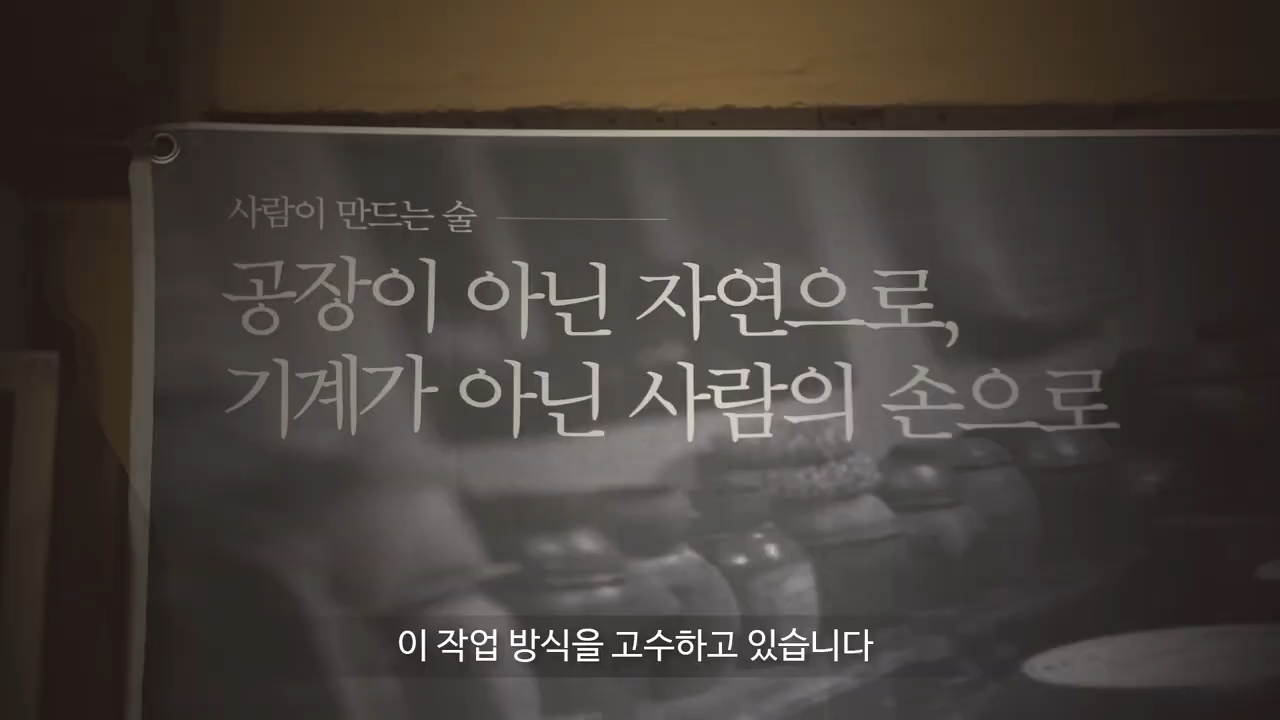 사람이 만드는 술
공장이 아닌 자연으로,
기계가 아닌 사람의 손으로
이 작업 방식을 고수하고 있습니다